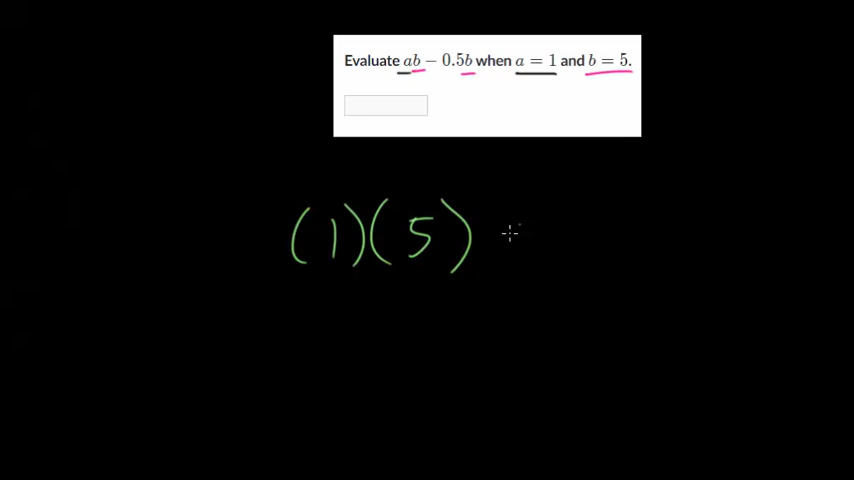 Evaluate ab − 0.5b when a = 1 and b = 5.
(1)(5)